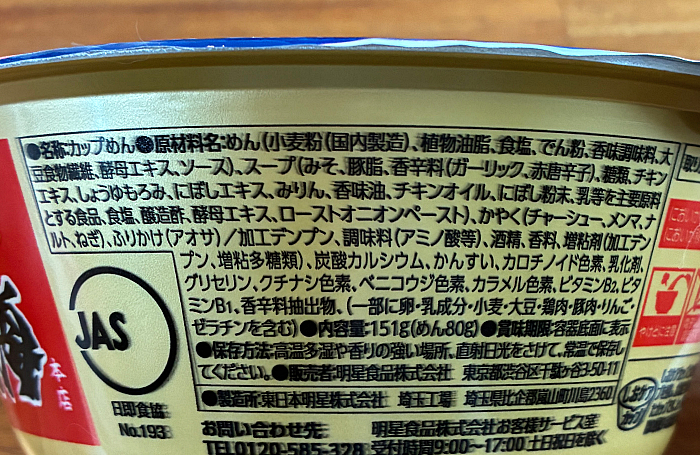 ●名称:カップめん●原材料名:めん(小麦粉(国内製造)、植物油脂、食塩、でん粉、香味調味料、大
豆食物繊維、酵母エキス、ソース)、スープ(みそ、豚脂、香辛料(ガーリック、赤唐辛子)、糖類、チキン
エキス、しょうゆもろみ、にぼしエキス、みりん、香味油、チキンオイル、にぼし粉末、乳等を主要原料
とする食品、食塩、醸造酢、酵母エキス、ローストオニオンペースト)、かやく(チャーシュー、メンマ、ナ
ルト、ねぎ)、ふりかけ(アオサ)/加工デンプン、調味料(アミノ酸等)、酒精、香料、増粘剤(加工デン
プン、増粘多糖類)、炭酸カルシウム、かんすい、カロチノイド色素、乳化剤、
グリセリン、クチナシ色素、ベニコウジ色素、カラメル色素、ビタミンB2、ビタ
ミンB1、香辛料抽出物、(一部に卵・乳成分・小麦・大豆・鶏肉・豚肉・りんご・
ゼラチンを含む)●内容量:151g(めん80g)●賞味期限:容器底面に表示
●保存方法:高温多湿や香りの強い場所、直射日光をさけて、常温で保存し
てください。●販売者:明星食品株式会社 東京都渋谷区千駄ヶ谷3-50-11
●製造所:東日本明星株式会社 埼玉工場 埼玉県比企郡嵐山町川島2360
JAS
日即食協
No.193
本店
お問い合わせ先 明星食品株式会社お客様サービス室
TEL0120-585-328 受付時間9:00〜17:00 土日祝日を除く